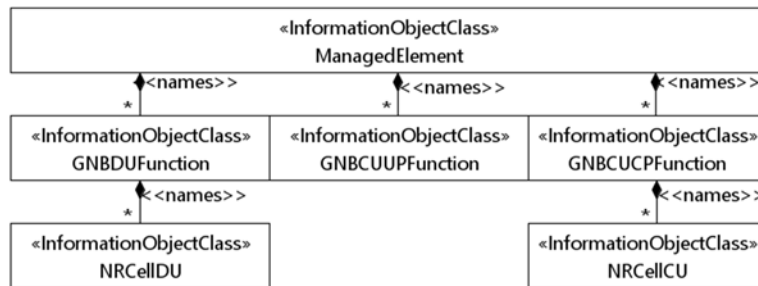 «InformationObjectClass»
ManagedElement
<<names>> <<names>> <<names>>
* * *
«InformationObjectClass» «InformationObjectClass» «InformationObjectClass»
GNBDUFunction GNBCUUPFunction GNBCUCPFunction
<<names>> <<names>>
* *
«InformationObjectClass» «InformationObjectClass»
NRCellDU NRCellCU